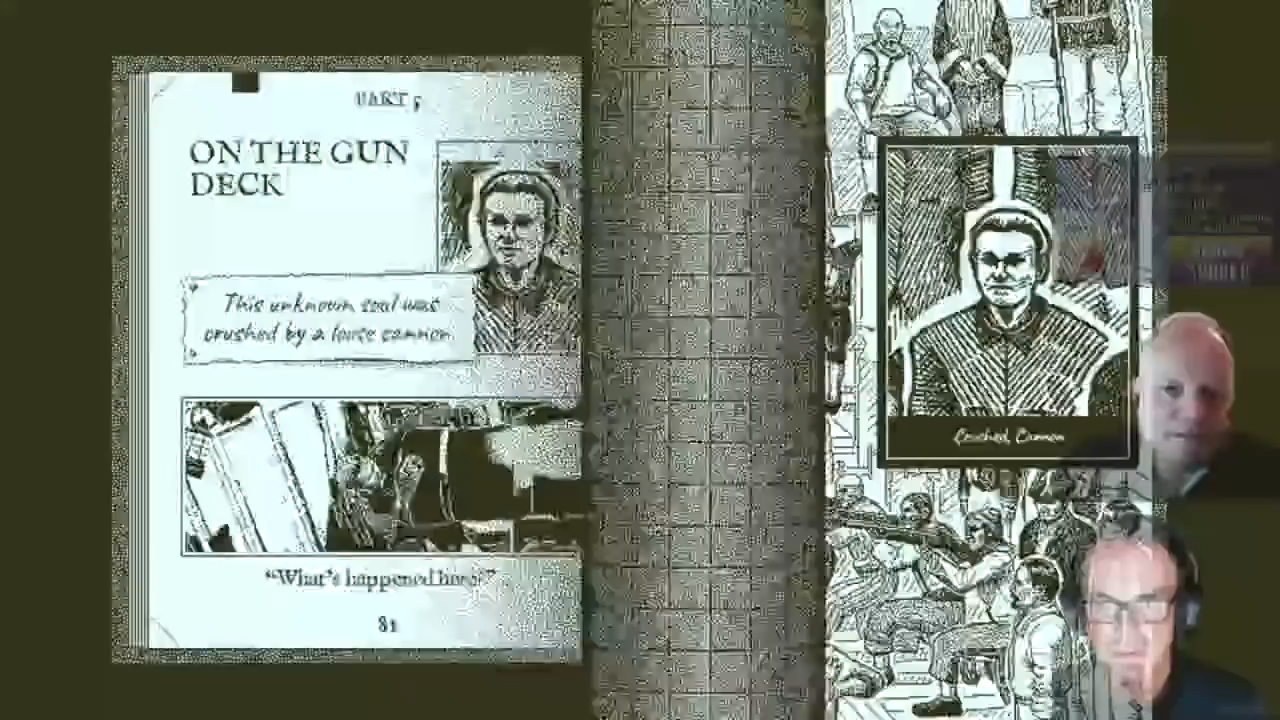 PART 5
ON THE GUN
DECK
This unknown soul was
crushed by a loose cannon.
"What's happened here?"
81
Crushed, Cannon